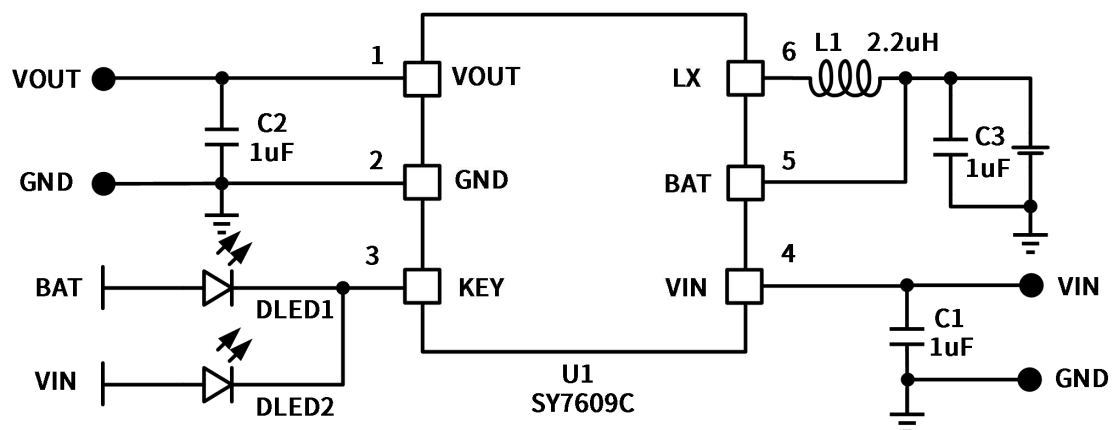 1
VOUT
VOUT
C2
1uF
2
GND
GND
3
BAT
KEY
DLED1
VIN
DLED2
6
L1 2.2uH
LX
C3
1uF
5
BAT
4
VIN
VIN
C1
1uF
GND
U1
SY7609C